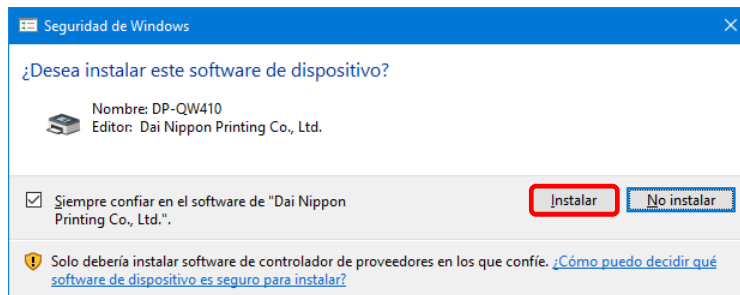 Seguridad de Windows
¿Desea instalar este software de dispositivo?
Nombre: DP-QW410
Editor: Dai Nippon Printing Co., Ltd.
Siempre confiar en el software de "Dai Nippon
Printing Co., Ltd.".
Instalar
No instalar
Solo debería instalar software de controlador de proveedores en los que confíe. ¿Cómo puedo decidir qué
software de dispositivo es seguro para instalar?